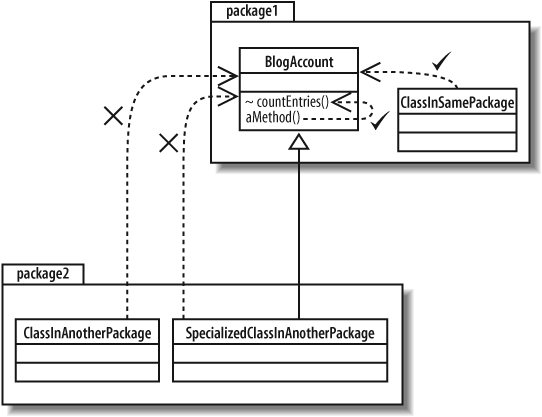 package1
BlogAccount
~ countEntries()
aMethod()
ClassInSamePackage
package2
ClassInAnotherPackage
SpecializedClassInAnotherPackage